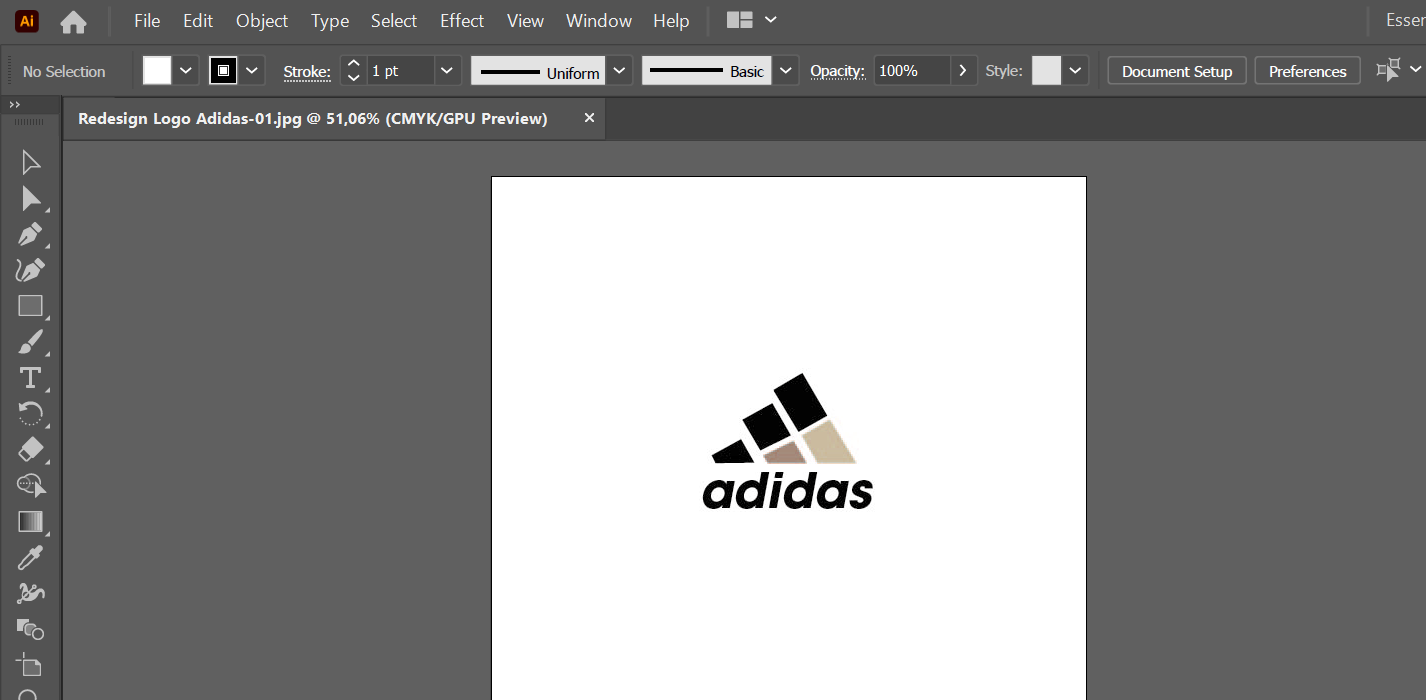 Ai File Edit Object Type Select Effect View Window Help Esser
No Selection Stroke: 1 pt Uniform Basic Opacity: 100% Style: Document Setup Preferences
Redesign Logo Adidas-01.jpg @ 51,06% (CMYK/GPU Preview)
adidas